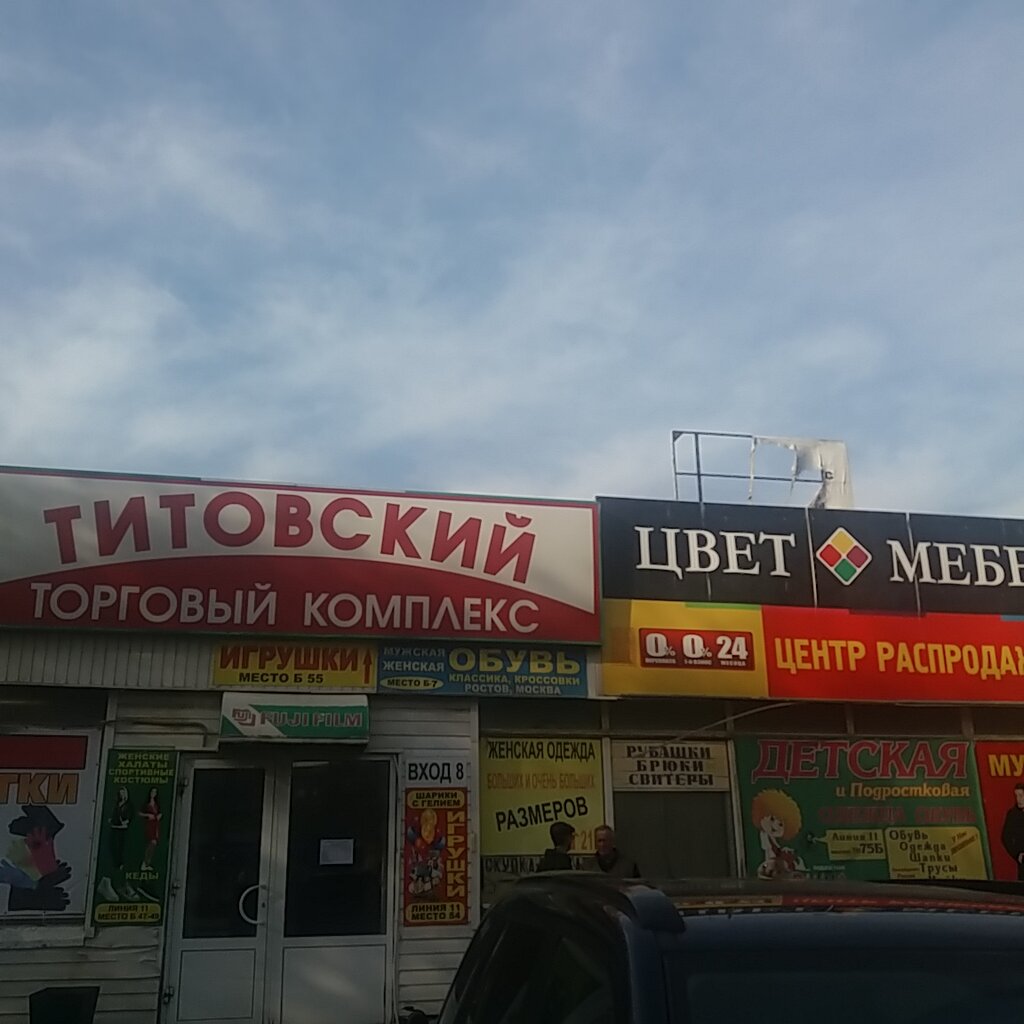 ТИТОВСКИЙ
ТОРГОВЫЙ КОМПЛЕКС
ЦВЕТ МЕБЕ
0% 0% 24
ЦЕНТР РАСПРОДАЖ
ИГРУШКИ
МЕСТО Б 55
МУЖСКАЯ
ЖЕНСКАЯ
МЕСТО Б-7
ОБУВЬ
КЛАССИКА, КРОССОВКИ
РОСТОВ, МОСКВА
FUJIFILM
ТКИ
ЖЕНСКИЕ
ХАЛАТЫ
СПОРТИВНЫЕ
КОСТЮМЫ
КЕДЫ
ЛИНИЯ 11
МЕСТО Б 47-49
ВХОД 8
ШАРИКИ
С ГЕЛИЕМ
ИГРУШКИ
ЛИНИЯ 11
МЕСТО 54
ЖЕНСКАЯ ОДЕЖДА
БОЛЬШИХ И ОЧЕНЬ БОЛЬШИХ
РАЗМЕРОВ
СКУПКА
РУБАШКИ
БРЮКИ
СВИТЕРЫ
ДЕТСКАЯ
и Подростковая
Линия 11
75Б
Обувь
Одежда
Шапки
Трусы
МУ